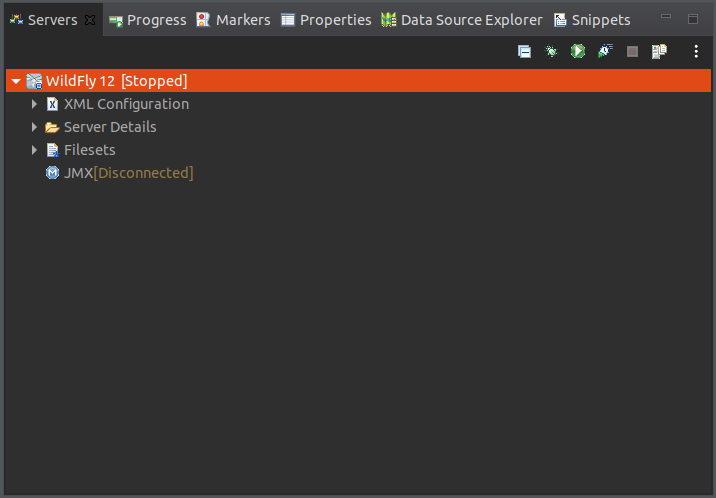 Servers Progress Markers Properties Data Source Explorer Snippets
WildFly 12 [Stopped]
XML Configuration
Server Details
Filesets
JMX[Disconnected]